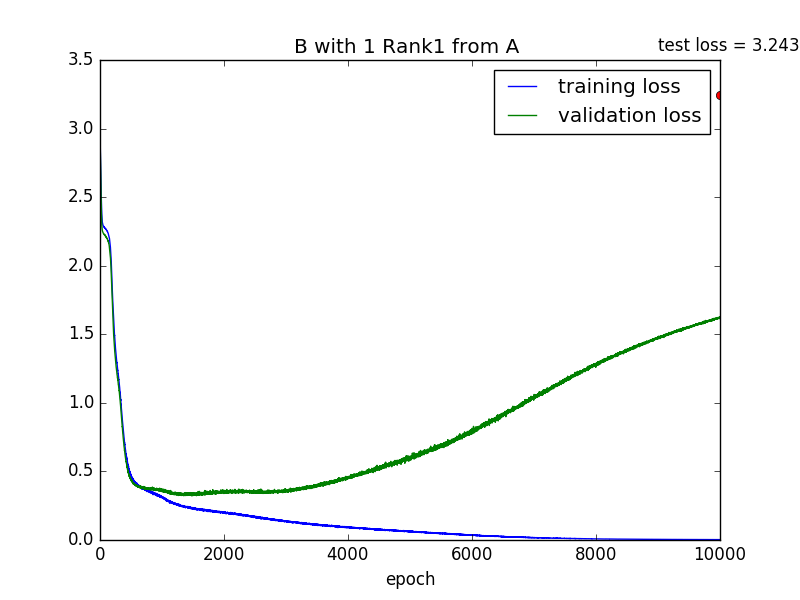 B with 1 Rank1 from A
test loss = 3.243
3.5
3.0
2.5
2.0
1.5
1.0
0.5
0.0
training loss
validation loss
0 2000 4000 6000 8000 10000
epoch